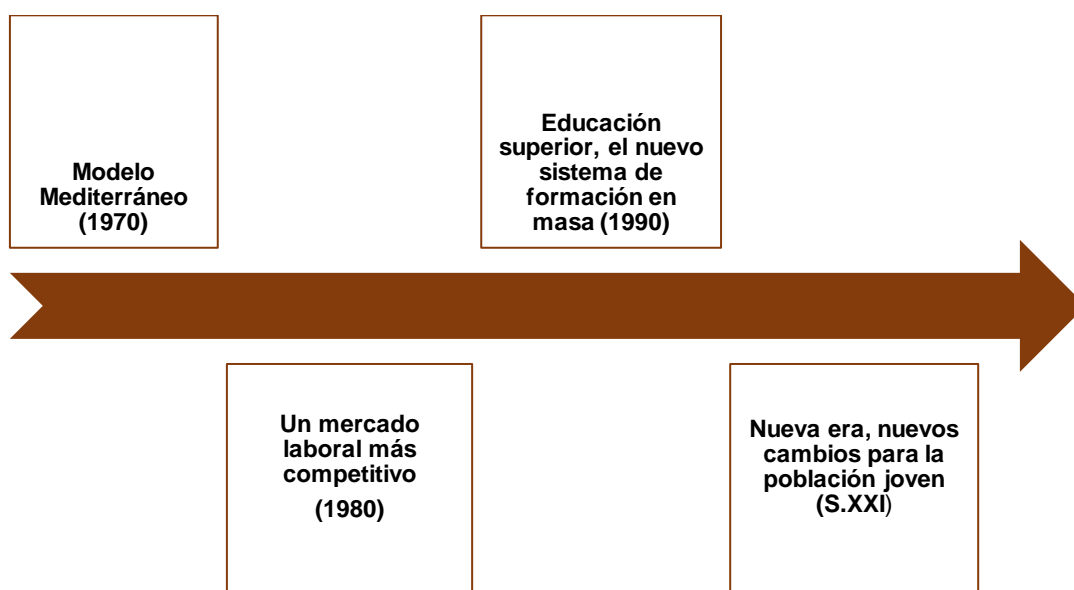 Modelo
Mediterráneo
(1970)
Un mercado
laboral más
competitivo
(1980)
Educación
superior, el nuevo
sistema de
formación en
masa (1990)
Nueva era, nuevos
cambios para la
población joven
(S.XXI)